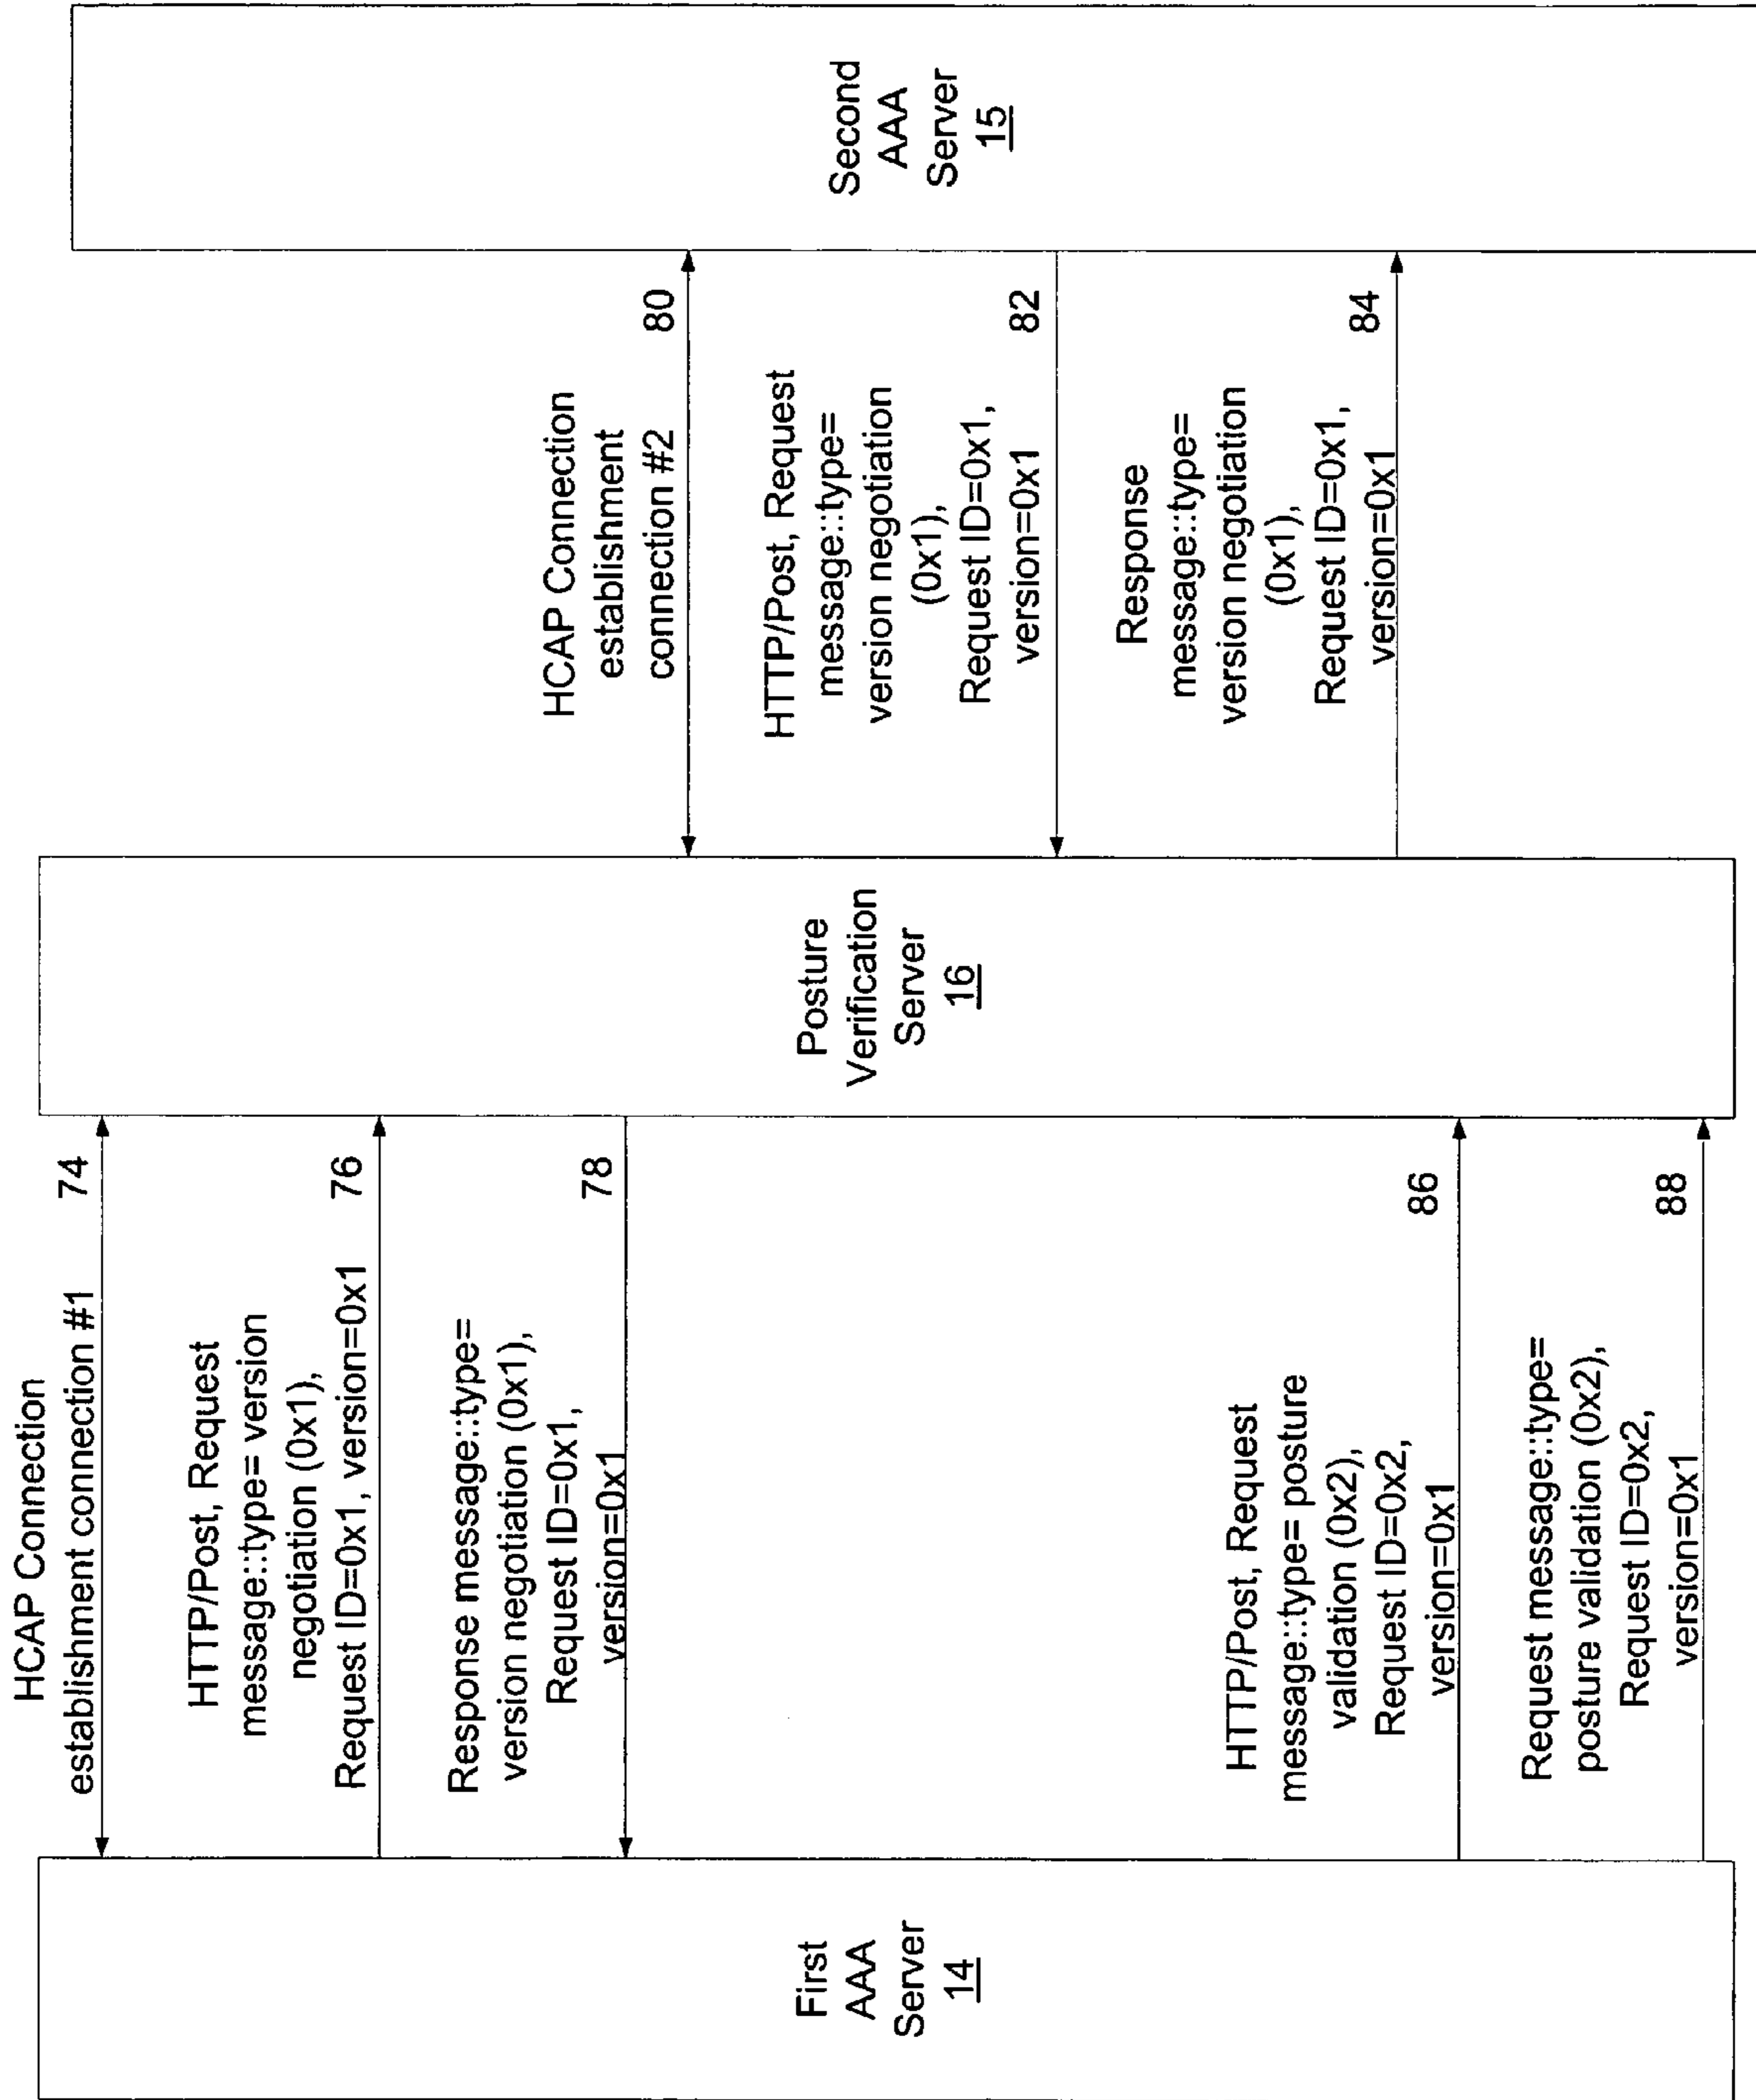 First
AAA
Server
14
HCAP Connection
establishment connection #1
74
HTTP/Post, Request
message::type= version
negotiation (0x1),
Request ID=0x1, version=0x1
76
Response message::type=
version negotiation (0x1),
Request ID=0x1,
version=0x1
78
HTTP/Post, Request
message::type= posture
validation (0x2),
Request ID=0x2,
version=0x1
86
Request message::type=
posture validation (0x2),
Request ID=0x2,
version=0x1
88
Posture
Verification
Server
16
HCAP Connection
establishment
connection #2
80
HTTP/Post, Request
message::type=
version negotiation
(0x1),
Request ID=0x1,
version=0x1
82
Response
message::type=
version negotiation
(0x1),
Request ID=0x1,
version=0x1
84
Second
AAA
Server
15